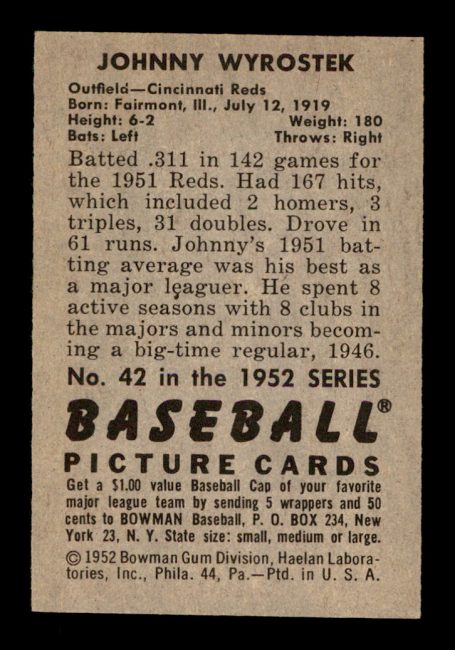 JOHNNY WYROSTEK
Outfield—Cincinnati Reds
Born: Fairmont, Ill., July 12, 1919
Height: 6-2 Weight: 180
Bats: Left Throws: Right
Batted .311 in 142 games for
the 1951 Reds. Had 167 hits,
which included 2 homers, 3
triples, 31 doubles. Drove in
61 runs. Johnny's 1951 bat-
ting average was his best as
a major leaguer. He spent 8
active seasons with 8 clubs in
the majors and minors becom-
ing a big-time regular, 1946.
No. 42 in the 1952 SERIES
BASEBALL®
PICTURE CARDS
Get a $1.00 value Baseball Cap of your favorite
major league team by sending 5 wrappers and 50
cents to BOWMAN Baseball, P. O. BOX 234, New
York 23, N. Y. State size: small, medium or large.
© 1952 Bowman Gum Division, Haelan Labora-
tories, Inc., Phila. 44, Pa.—Ptd. in U. S. A.